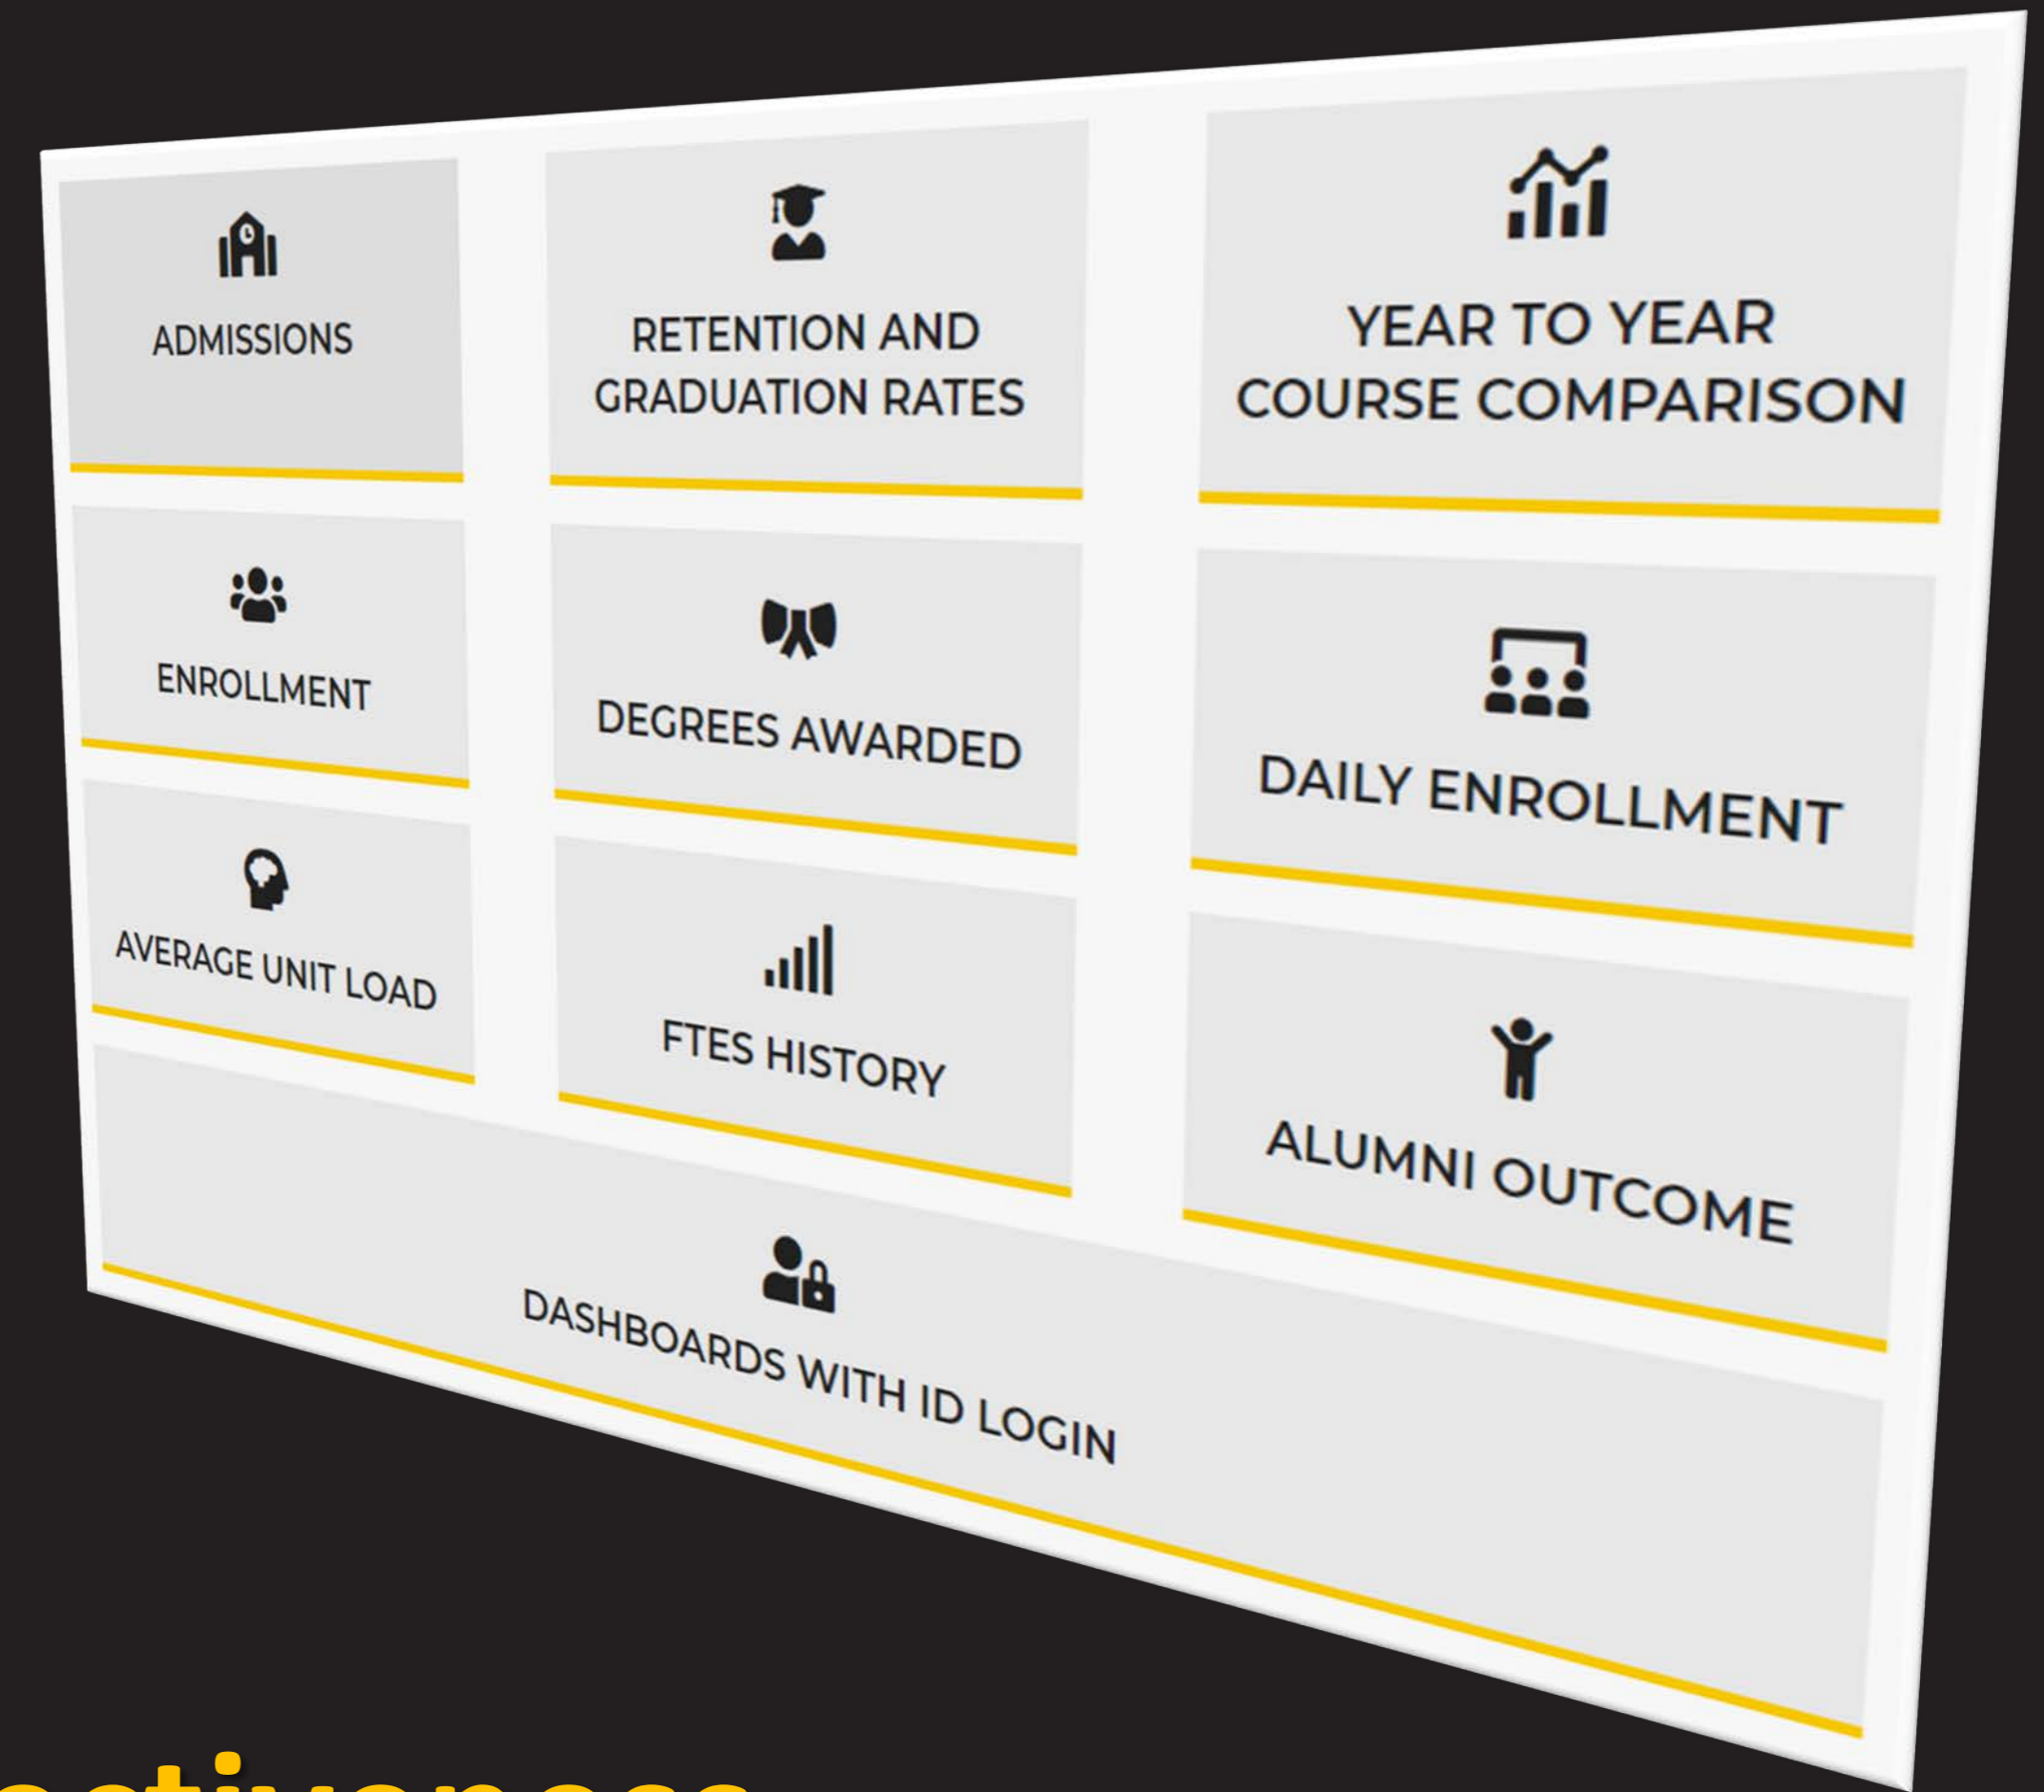 ADMISSIONS
RETENTION AND
GRADUATION RATES
YEAR TO YEAR
COURSE COMPARISON
ENROLLMENT
DEGREES AWARDED
DAILY ENROLLMENT
AVERAGE UNIT LOAD
FTES HISTORY
ALUMNI OUTCOME
DASHBOARDS WITH ID LOGIN